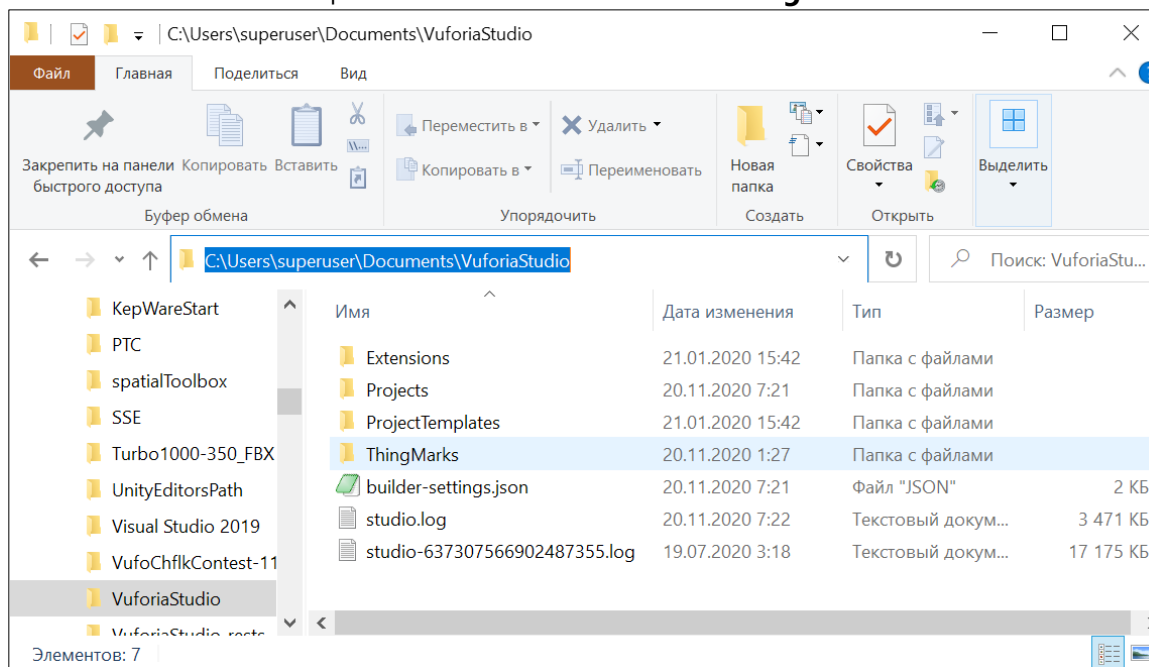 C:\Users\superuser\Documents\VuforiaStudio
Файл Главная Поделиться Вид
Закрепить на панели быстрого доступа
Копировать
Вставить
Переместить в
Копировать в
Удалить
Переименовать
Новая папка
Свойства
Выделить
Буфер обмена Упорядочить Создать Открыть
C:\Users\superuser\Documents\VuforiaStudio
Поиск: VuforiaStu...
KepWareStart
PTC
spatialToolbox
SSE
Turbo1000-350_FBX
UnityEditorsPath
Visual Studio 2019
VufoChflkContest-11
VuforiaStudio
VuforiaStudio-rests
Имя Дата изменения Тип Размер
Extensions 21.01.2020 15:42 Папка с файлами
Projects 20.11.2020 7:21 Папка с файлами
ProjectTemplates 21.01.2020 15:42 Папка с файлами
ThingMarks 20.11.2020 1:27 Папка с файлами
builder-settings.json 20.11.2020 7:21 Файл "JSON" 2 КБ
studio.log 20.11.2020 7:22 Текстовый докум... 3 471 КБ
studio-637307566902487355.log 19.07.2020 3:18 Текстовый докум... 17 175 КБ
Элементов: 7